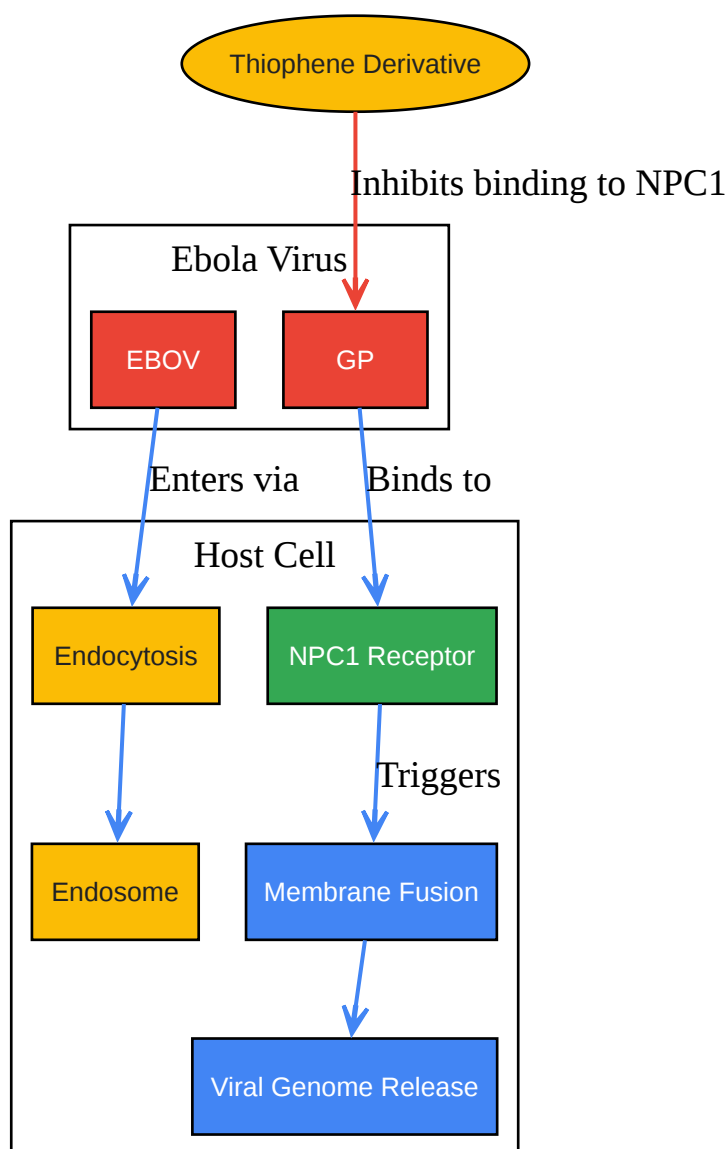 Thiophene Derivative
Inhibits binding to NPC1
Ebola Virus
EBOV
GP
Enters via
Binds to
Host Cell
Endocytosis
NPC1 Receptor
Triggers
Endosome
Membrane Fusion
Viral Genome Release